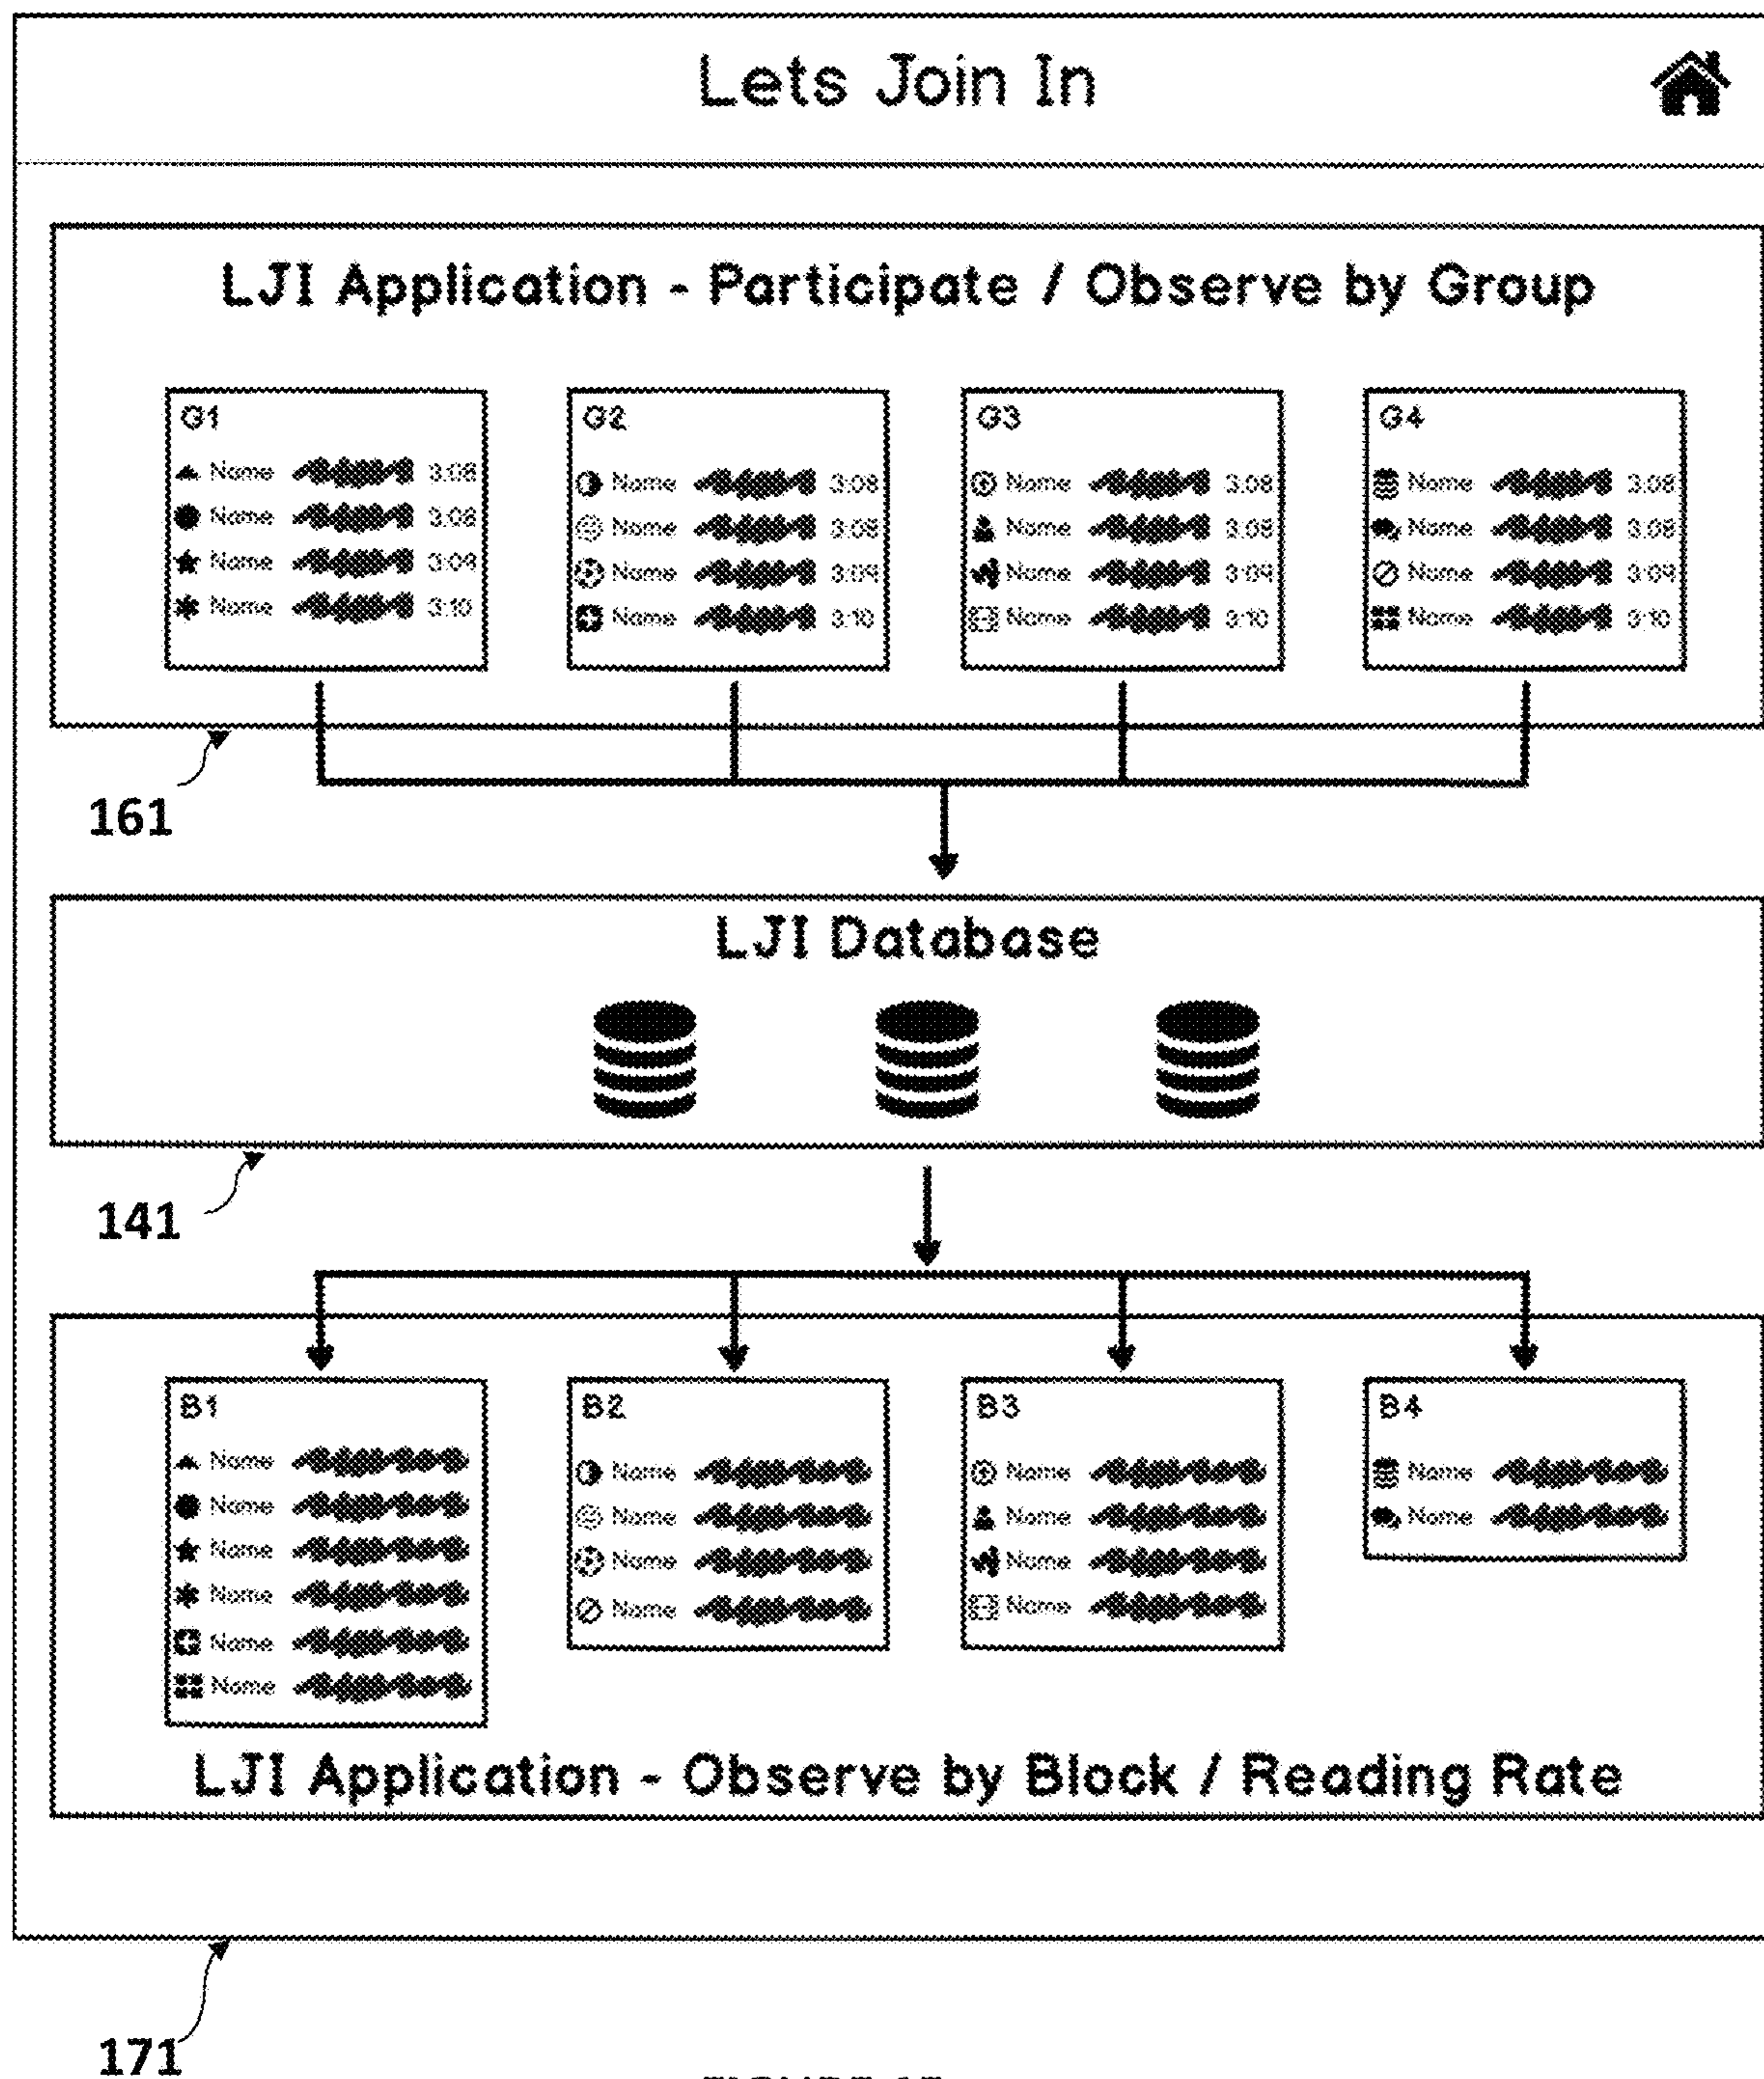 Lets Join In
LJI Application - Participate / Observe by Group
G1
Name 3:08
Name 3:08
Name 3:09
Name 3:10
G2
Name 3:08
Name 3:08
Name 3:09
Name 3:10
G3
Name 3:08
Name 3:08
Name 3:09
Name 3:10
G4
Name 3:08
Name 3:08
Name 3:09
Name 3:10
161
LJI Database
141
B1
Name
Name
Name
Name
Name
Name
B2
Name
Name
Name
Name
B3
Name
Name
Name
Name
B4
Name
Name
LJI Application - Observe by Block / Reading Rate
171